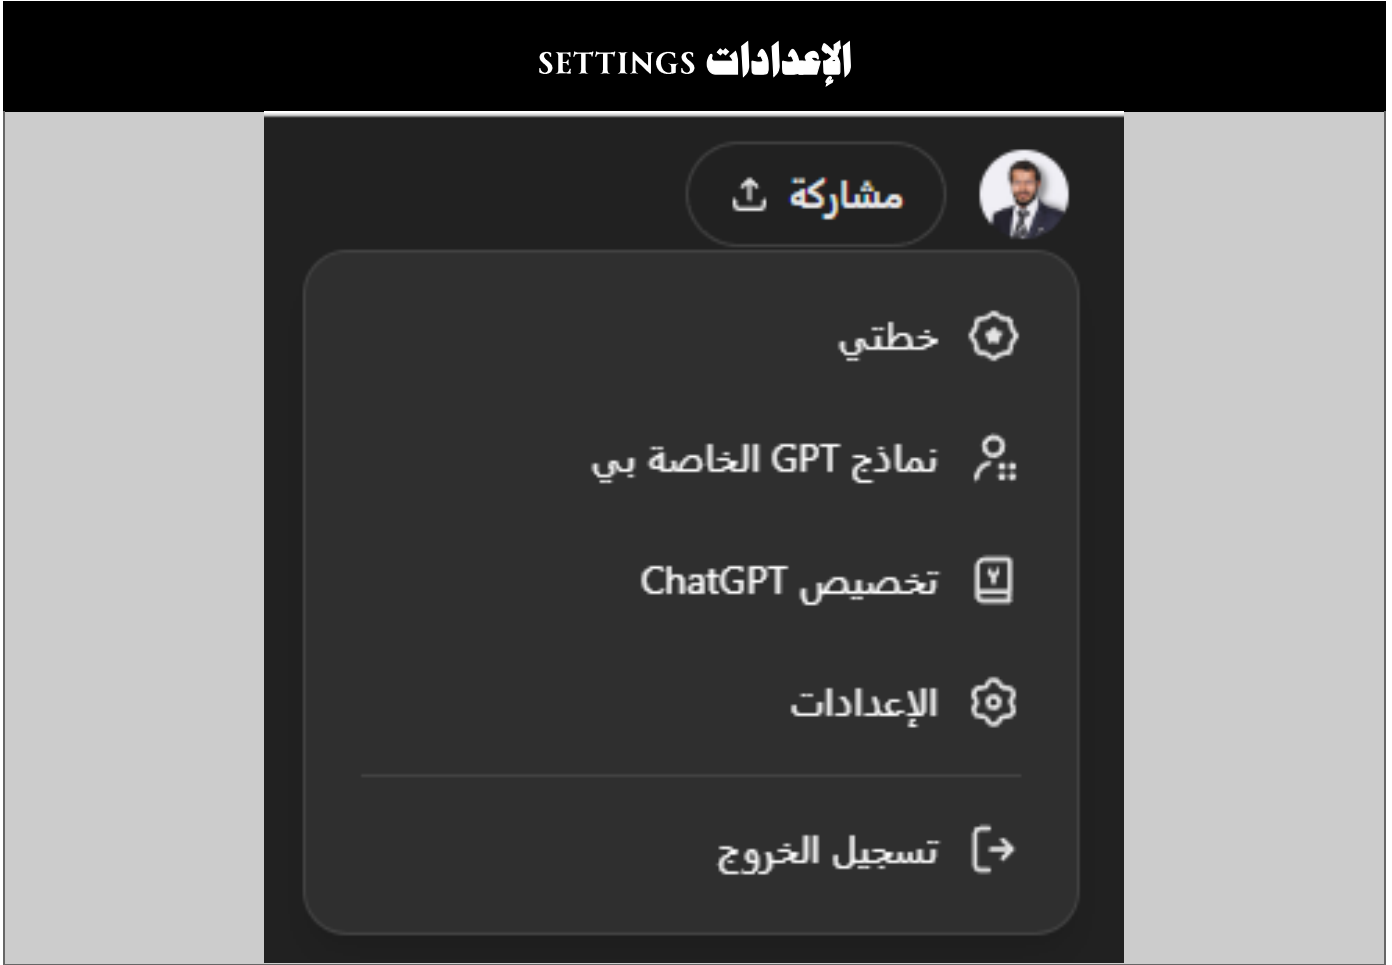 الإعدادات SETTINGS
مشاركة
خطتي
نماذج GPT الخاصة بي
تخصيص ChatGPT
الإعدادات
تسجيل الخروج